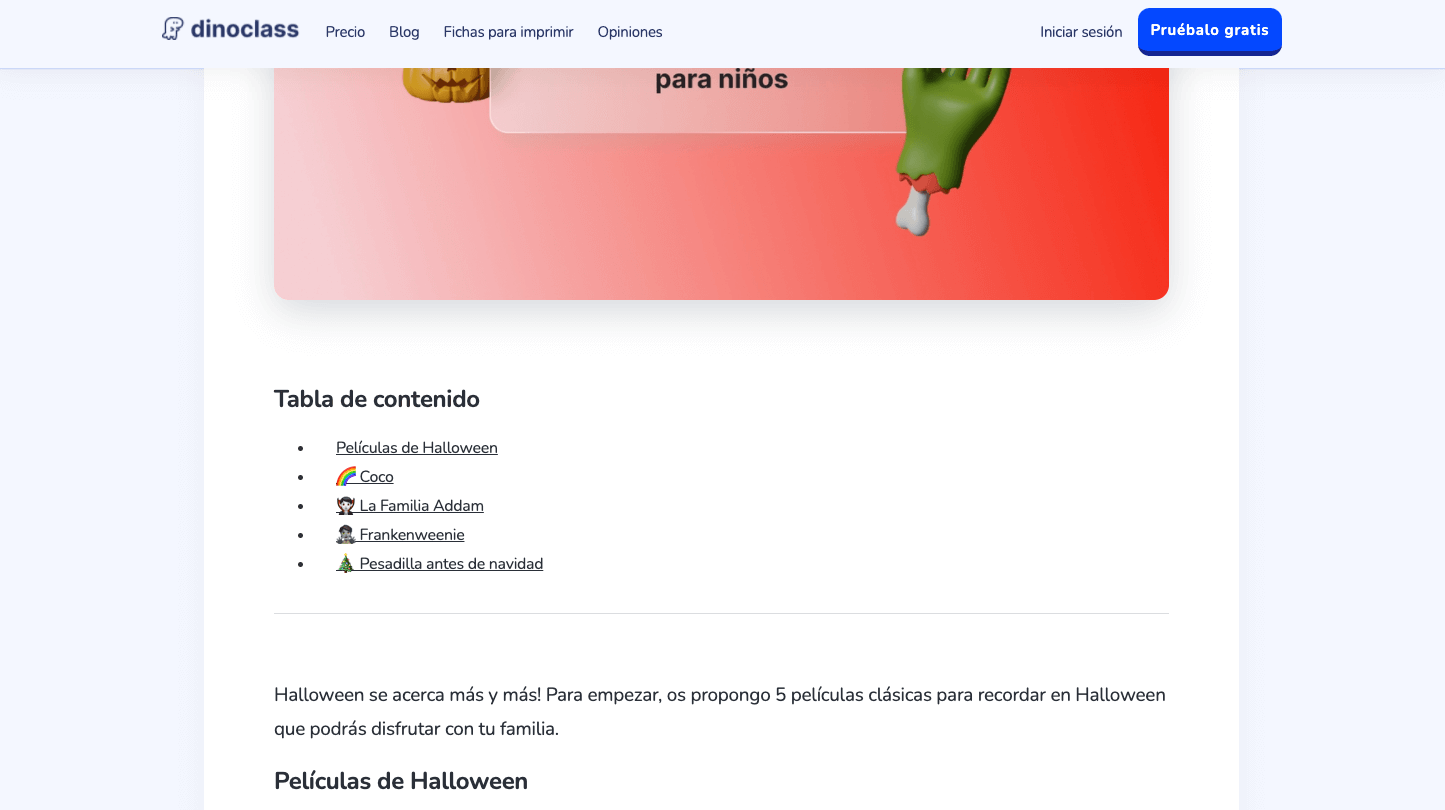 dinoclass Precio Blog Fichas para imprimir Opiniones Iniciar sesión Pruébalo gratis
para niños
Tabla de contenido
Películas de Halloween
🌈 Coco
🧛🏻 La Familia Addam
🧟 Frankenweenie
🎄 Pesadilla antes de navidad
Halloween se acerca más y más! Para empezar, os propongo 5 películas clásicas para recordar en Halloween
que podrás disfrutar con tu familia.
Películas de Halloween